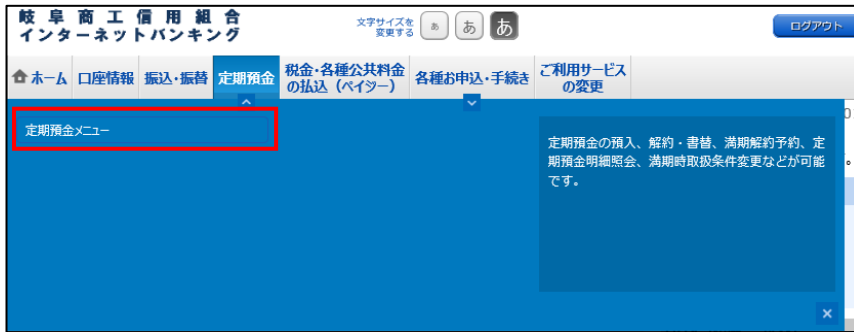 岐阜商工信用組合
インターネットバンキング
文字サイズを
変更する
あ あ あ
ログアウト
ホーム 口座情報 振込・振替 定期預金 税金・各種公共料金
の払込（ペイジー） 各種お申込・手続き ご利用サービス
の変更
定期預金メニュー
定期預金の預入、解約・書替、満期解約予約、定
期預金明細照会、満期時取扱条件変更などが可能
です。